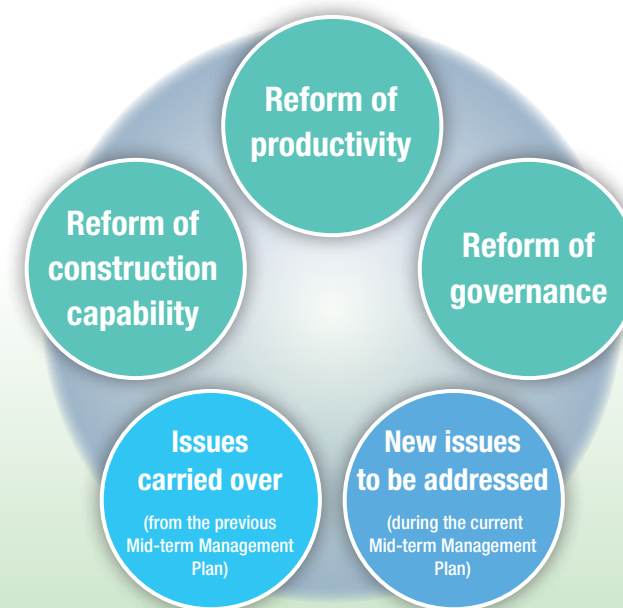 Reform of
productivity
Reform of
construction
capability
Reform of
governance
Issues
carried over
(from the previous
Mid-term Management
Plan)
New issues
to be addressed
(during the current
Mid-term Management
Plan)